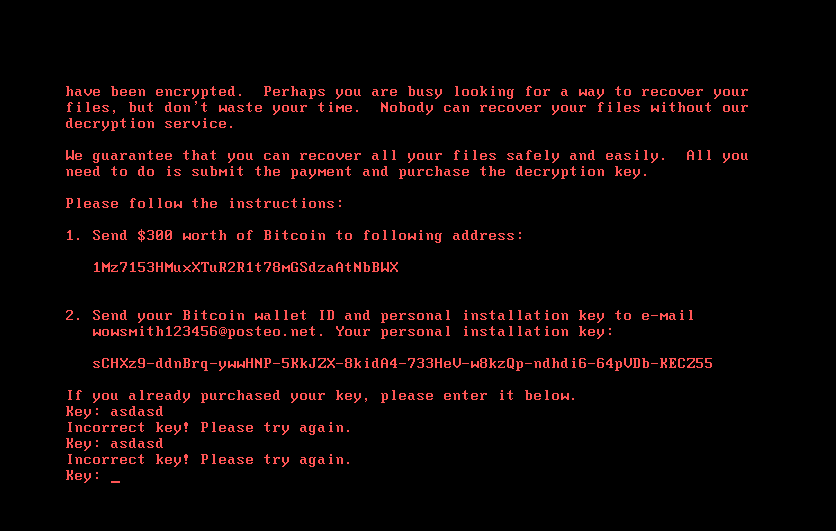 have been encrypted.  Perhaps you are busy looking for a way to recover your
files, but don't waste your time.  Nobody can recover your files without our
decryption service.
We guarantee that you can recover all your files safely and easily.  All you
need to do is submit the payment and purchase the decryption key.
Please follow the instructions:
1. Send $300 worth of Bitcoin to following address:
1Mz7153HMuxXTuR2R1t78mGSdzaAtNbBWX
2. Send your Bitcoin wallet ID and personal installation key to e-mail
wowsmith123456@posteo.net. Your personal installation key:
sCHXz9-ddnBrq-ywwHNP-5KkJZX-8kidA4-733HeV-w8kzQp-ndhdi6-64pVDb-KECZ55
If you already purchased your key, please enter it below.
Key: asdasd
Incorrect key! Please try again.
Key: asdasd
Incorrect key! Please try again.
Key: _